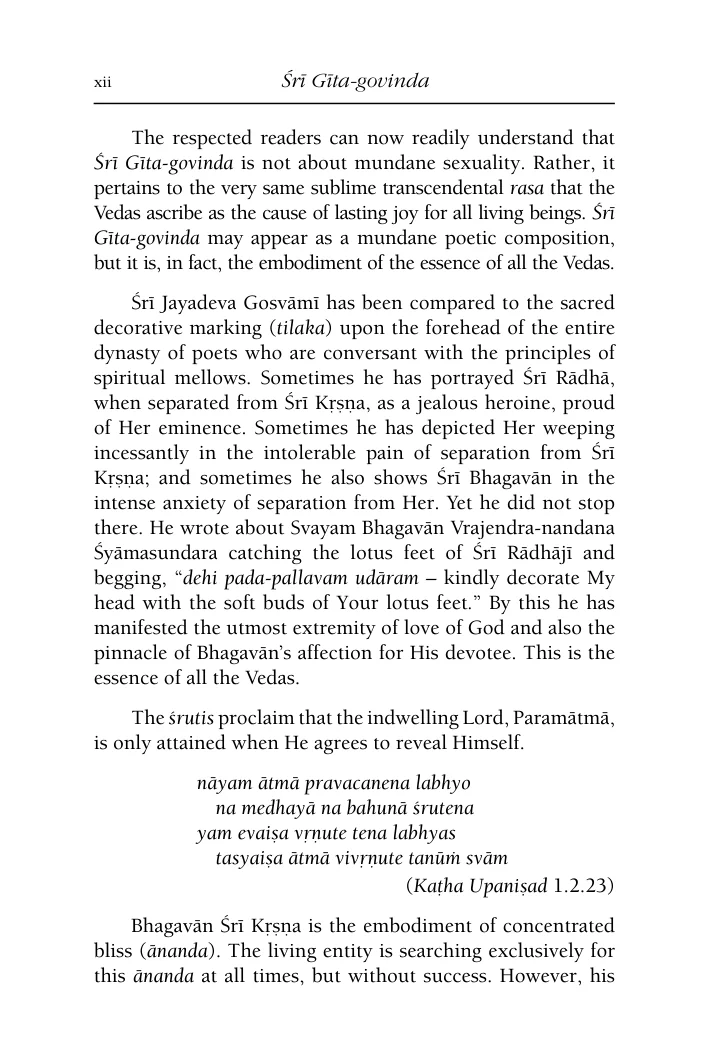 xii
Śrī Gīta-govinda
The respected readers can now readily understand that
Śrī Gīta-govinda is not about mundane sexuality. Rather, it
pertains to the very same sublime transcendental rasa that the
Vedas ascribe as the cause of lasting joy for all living beings. Śrī
Gīta-govinda may appear as a mundane poetic composition,
but it is, in fact, the embodiment of the essence of all the Vedas.
Śrī Jayadeva Gosvāmī has been compared to the sacred
decorative marking (tilaka) upon the forehead of the entire
dynasty of poets who are conversant with the principles of
spiritual mellows. Sometimes he has portrayed Śrī Rādhā,
when separated from Śrī Kṛṣṇa, as a jealous heroine, proud
of Her eminence. Sometimes he has depicted Her weeping
incessantly in the intolerable pain of separation from Śrī
Kṛṣṇa; and sometimes he also shows Śrī Bhagavān in the
intense anxiety of separation from Her. Yet he did not stop
there. He wrote about Svayam Bhagavān Vrajendra-nandana
Śyāmasundara catching the lotus feet of Śrī Rādhājī and
begging, “dehi pada-pallavam udāram – kindly decorate My
head with the soft buds of Your lotus feet.” By this he has
manifested the utmost extremity of love of God and also the
pinnacle of Bhagavān’s affection for His devotee. This is the
essence of all the Vedas.
The śrutis proclaim that the indwelling Lord, Paramātmā,
is only attained when He agrees to reveal Himself.
nāyam ātmā pravacanena labhyo
na medhayā na bahunā śrutena
yam evaiṣa vṛṇute tena labhyas
tasyaiṣa ātmā vivṛṇute tanūṁ svām
(Kaṭha Upaniṣad 1.2.23)
Bhagavān Śrī Kṛṣṇa is the embodiment of concentrated
bliss (ānanda). The living entity is searching exclusively for
this ānanda at all times, but without success. However, his